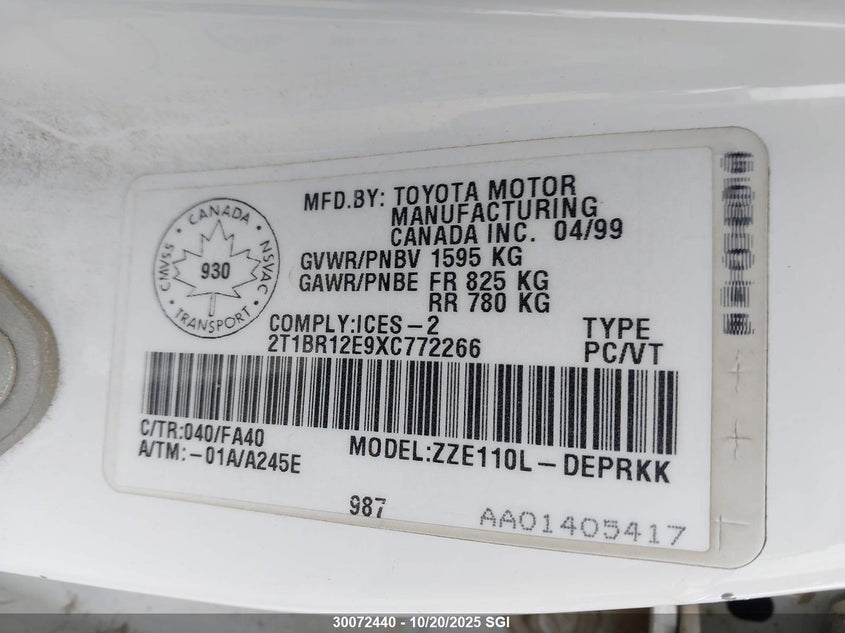 MFD.BY: TOYOTA MOTOR
MANUFACTURING
CANADA INC. 04/99
CANADA
CMVSS
NSVAC
930
TRANSPORT
GVWR/PNBV 1595 KG
GAWR/PNBE FR 825 KG
RR 780 KG
COMPLY:ICES-2
TYPE
2T1BR12E9XC772266
PC/VT
C/TR:040/FA40
A/TM:-01A/A245E
MODEL:ZZE110L-DEPRKK
987
AA01405417
30072440 - 10/20/2025 SGI